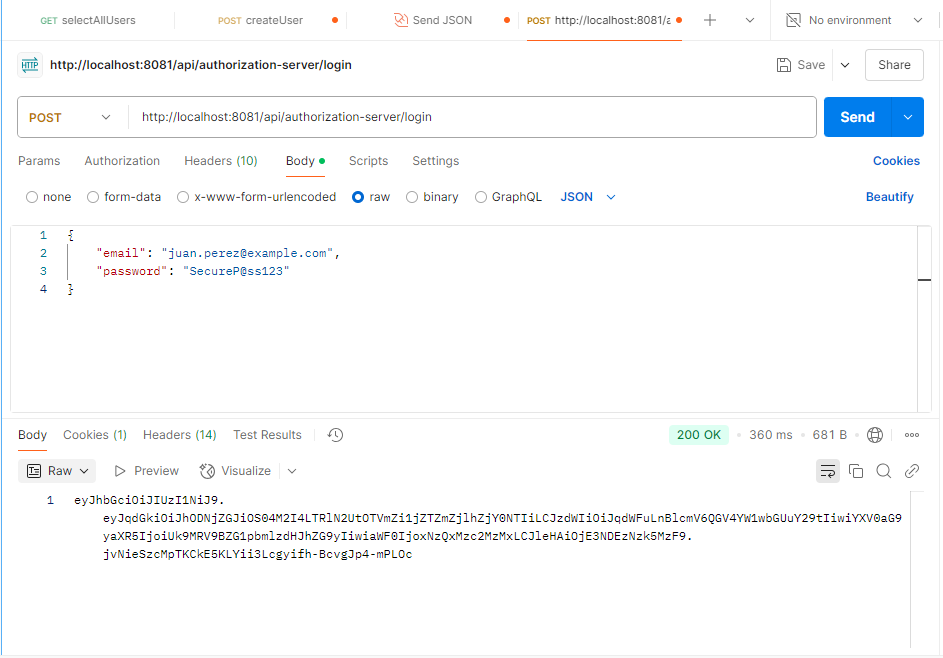 GET selectAllUsers
POST createUser
Send JSON
POST http://localhost:8081/a
No environment
HTTP http://localhost:8081/api/authorization-server/login
Save
Share
POST
http://localhost:8081/api/authorization-server/login
Send
Params Authorization Headers (10) Body Scripts Settings
Cookies
none form-data x-www-form-urlencoded raw binary GraphQL JSON
Beautify
1 {
2 "email": "juan.perez@example.com",
3 "password": "SecureP@ss123"
4 }
Body Cookies (1) Headers (14) Test Results
200 OK • 360 ms • 681 B
Raw Preview Visualize
1 eyJhbGciOiJIUzI1NiJ9.
eyJqdGkiOiJhODNjZGJiOS04M2I4LTRlN2UtOTVmZi1jZTZmZjlhZjY0NTIiLCJzdWIiOiJqdWFuLnBlcmV6QGV4YW1wbGUuY29tIiwiYXV0aG9
yaXR5IjoiUk9MRV9BZG1pbmlzdHJhZG9yIiwiaWF0IjoxNzQxMzc2MzMxLCJleHAiOjE3NDEzNzk5MzF9.
jvNieSzcMpTKCkE5KLYii3Lcgyifh-BcvgJp4-mPLOc